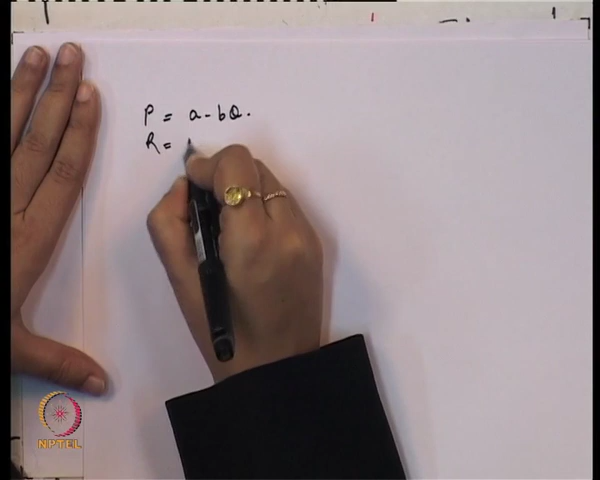 P = a - bQ.
R =
NPTEL